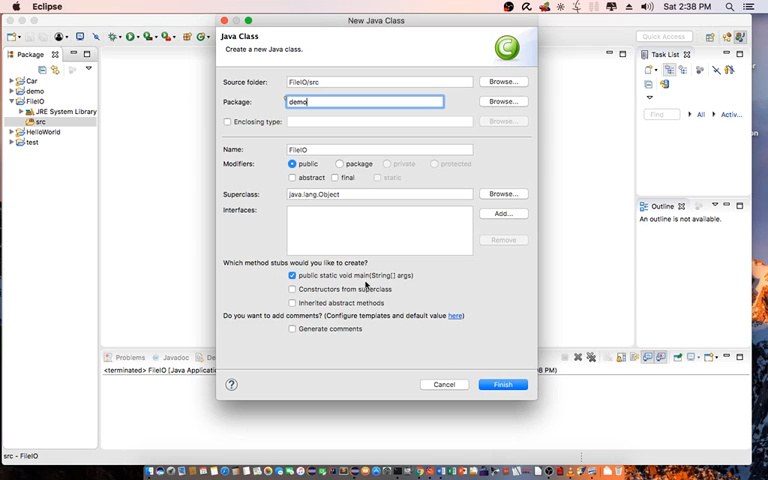 Eclipse
Sat 2:38 PM
New Java Class
Java Class
Create a new Java class.
Source folder: FileIO/src Browse...
Package: demo Browse...
Enclosing type: Browse...
Name: FileIO
Modifiers: public package private protected
abstract final static
Superclass: java.lang.Object Browse...
Interfaces: Add...
Remove
Which method stubs would you like to create?
public static void main(String[] args)
Constructors from superclass
Inherited abstract methods
Do you want to add comments? (Configure templates and default value here)
Generate comments
? Cancel Finish
Package
Car
demo
FileIO
JRE System Library
src
HelloWorld
test
Quick Access
Task List
Find All Activ
Outline
An outline is not available.
Problems Javadoc De
<terminated> FileIO [Java Applicat
PM)
src - FileIO